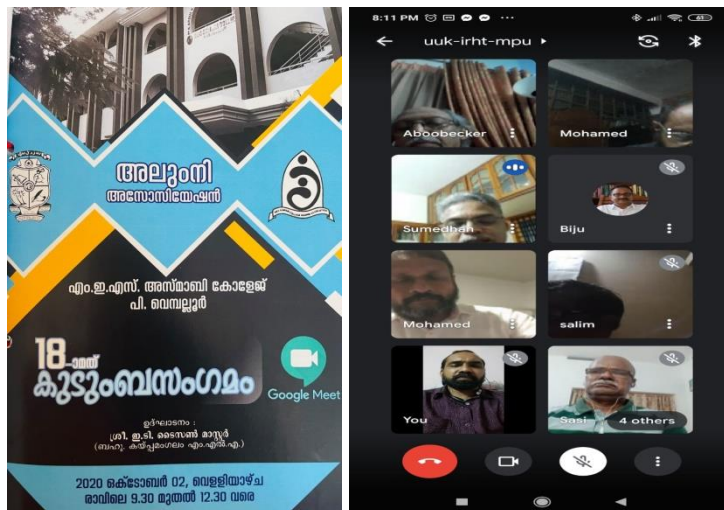 അലുംനി
അസോസിയേഷൻ
എം.ഇ.എസ്. അസ്മാബി കോളേജ്
പി. വെമ്പല്ലൂർ
18-ാമത്
കുടുംബസംഗമം
Google Meet
ഉദ്ഘാടനം :
ശ്രീ. ഇ.ടി. ടൈസൺ മാസ്റ്റർ
(ബഹു. കയ്പ്പമംഗലം എം.എൽ.എ.)
2020 ഒക്ടോബർ 02, വെള്ളിയാഴ്ച
രാവിലെ 9.30 മുതൽ 12.30 വരെ
8:11 PM
uuk-irht-mpu
Aboobecker
Mohamed
Sumedhan
Biju
Mohamed
salim
You
Sasi
4 others